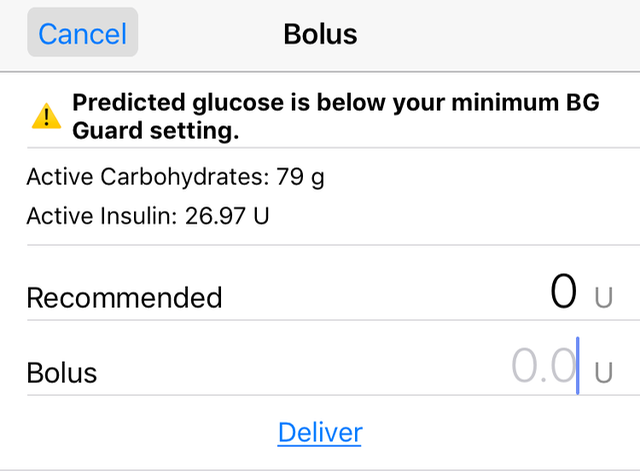 Cancel Bolus
Predicted glucose is below your minimum BG
Guard setting.
Active Carbohydrates: 79 g
Active Insulin: 26.97 U
Recommended 0 U
Bolus 0.0 U
Deliver